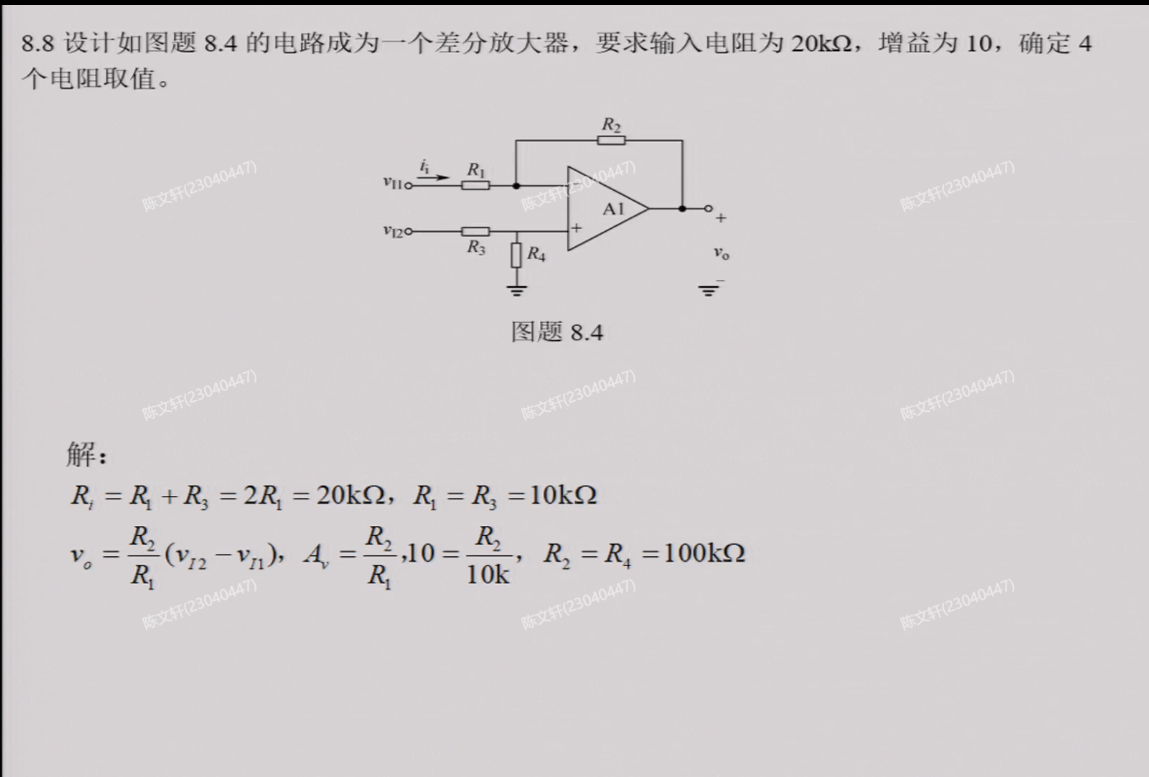 8.8 设计如图题 8.4 的电路成为一个差分放大器，要求输入电阻为 20kΩ，增益为 10，确定 4
个电阻取值。
R₂
陈文轩(23040447) 陈文轩(23040447) 陈文轩(23040447)
iᵢ R₁
v_I1
A1
v_I2 + +
R₃ R₄ vₒ
−
图题 8.4
陈文轩(23040447) 陈文轩(23040447) 陈文轩(23040447)
解：
Rᵢ = R₁ + R₃ = 2R₁ = 20kΩ，R₁ = R₃ = 10kΩ
vₒ = R₂/R₁ (v_I2 − v_I1)，Aᵥ = R₂/R₁ ,10 = R₂/10k，R₂ = R₄ = 100kΩ
陈文轩(23040447) 陈文轩(23040447) 陈文轩(23040447)